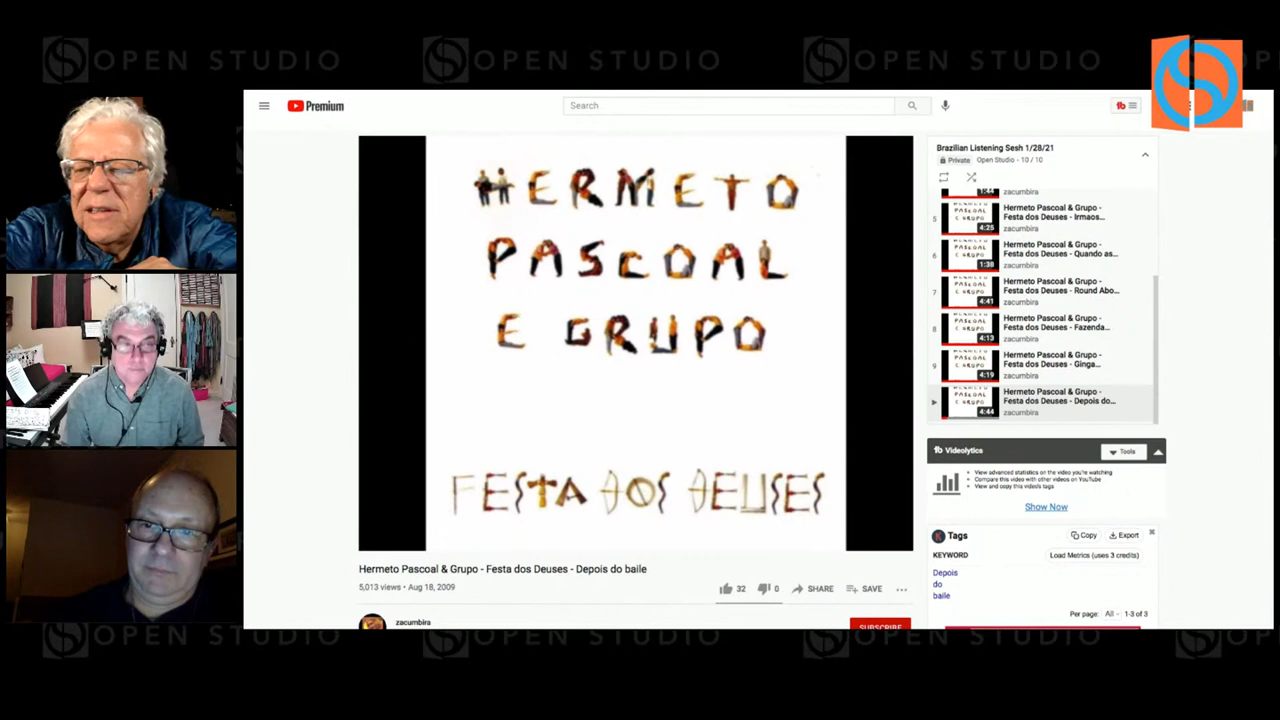 OPEN STUDIO OPEN STUDIO OPEN STUDIO
Premium
Search
HERMETO
PASCOAL
E GRUPO
FESTA DOS DEUSES
Hermeto Pascoal & Grupo - Festa dos Deuses - Depois do baile
5,013 views • Aug 18, 2009
32
0
SHARE
SAVE
zacumbira
SUBSCRIBE
Brazilian Listening Sesh 1/28/21
Private Open Studio - 10 / 10
zacumbira
5
4:25
Hermeto Pascoal & Grupo -
Festa dos Deuses - Irmaos...
zacumbira
6
1:38
Hermeto Pascoal & Grupo -
Festa dos Deuses - Quando as...
zacumbira
7
4:41
Hermeto Pascoal & Grupo -
Festa dos Deuses - Round Abo...
zacumbira
8
4:13
Hermeto Pascoal & Grupo -
Festa dos Deuses - Fazenda...
zacumbira
9
4:19
Hermeto Pascoal & Grupo -
Festa dos Deuses - Ginga...
zacumbira
4:44
Hermeto Pascoal & Grupo -
Festa dos Deuses - Depois do...
zacumbira
Videolytics
Tools
View advanced statistics on the video you're watching
Compare this video with other videos on YouTube
View and copy this video's tags
Show Now
Tags
Copy
Export
KEYWORD
Load Metrics (uses 3 credits)
Depois
do
baile
Per page: All 1-3 of 3
STUDIO OPEN STUDIO OPEN STUDIO OP